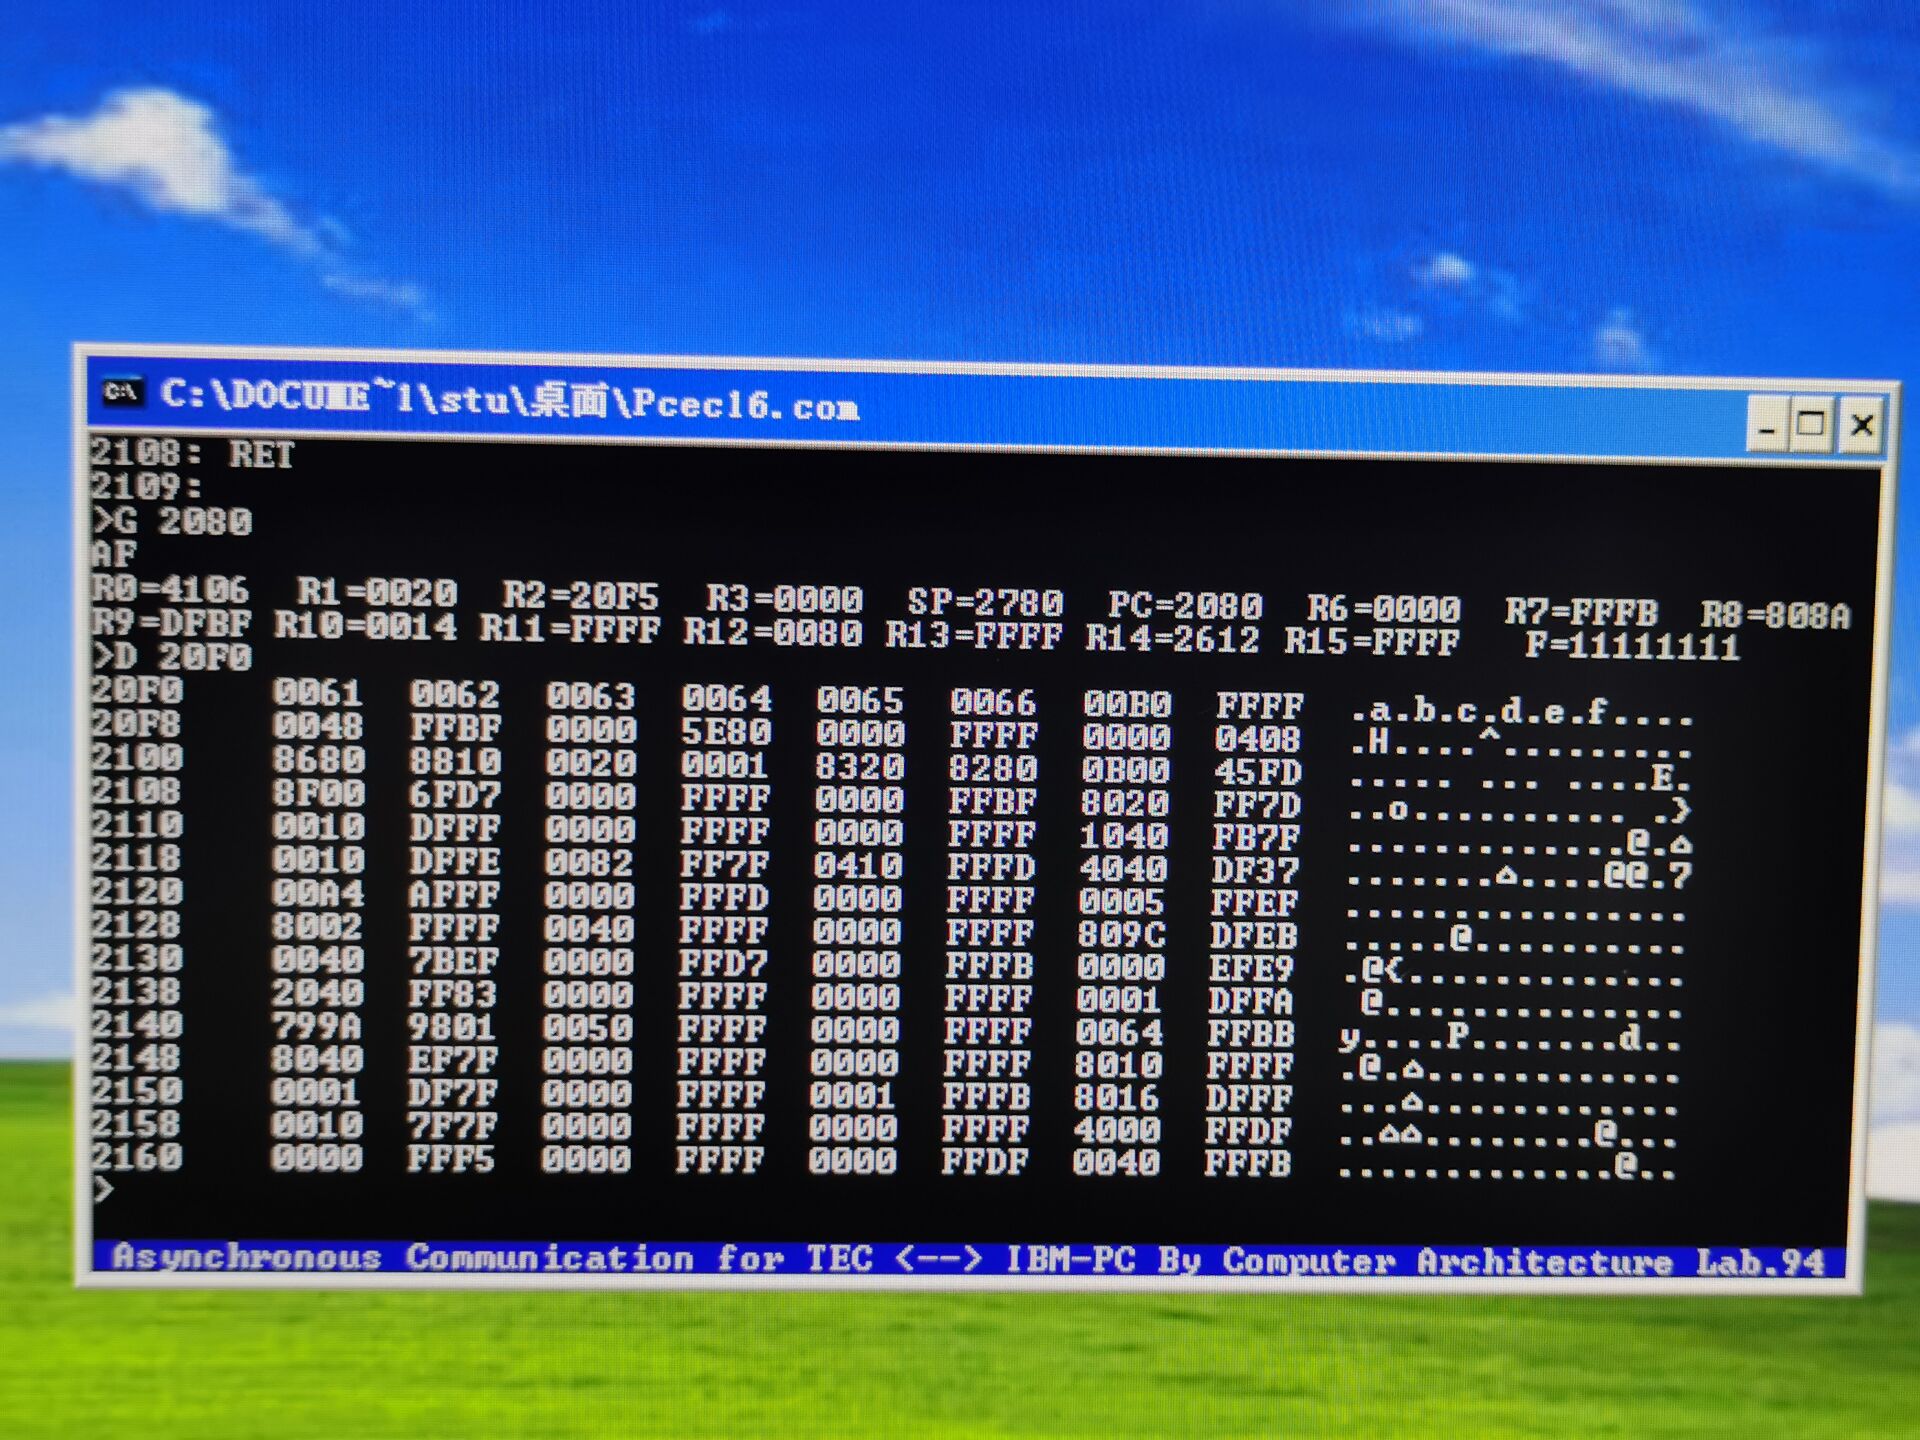 C:\DOCUME~1\stu\桌面\Pcec16.com
2108: RET
2109:
>G 2080
AF
R0=4106 R1=0020 R2=20F5 R3=0000 SP=2780 PC=2080 R6=0000 R7=FFFB R8=808A
R9=DFBF R10=0014 R11=FFFF R12=0080 R13=FFFF R14=2612 R15=FFFF F=11111111
>D 20F0
20F0 0061 0062 0063 0064 0065 0066 00B0 FFFF .a.b.c.d.e.f....
20F8 0048 FFBF 0000 5E80 0000 FFFF 0000 0408 .H....^.........
2100 8680 8810 0020 0001 8320 8280 0B00 45FD ..... ... ....E.
2108 8F00 6FD7 0000 FFFF 0000 FFBF 8020 FF7D ..o.......... .}
2110 0010 DFFF 0000 FFFF 0000 FFFF 1040 FB7F .............@.⌂
2118 0010 DFFE 0082 FF7F 0410 FFFD 4040 DF37 .......⌂....@@.7
2120 00A4 AFFF 0000 FFFD 0000 FFFF 0005 FFEF ................
2128 8002 FFFF 0040 FFFF 0000 FFFF 809C DFEB .....@..........
2130 0040 7BEF 0000 FFD7 0000 FFFB 0000 EFE9 .@{.............
2138 2040 FF83 0000 FFFF 0000 FFFF 0001 DFFA  @..............
2140 799A 9801 0050 FFFF 0000 FFFF 0064 FFBB y....P.......d..
2148 8040 EF7F 0000 FFFF 0000 FFFF 8010 FFFF .@.⌂............
2150 0001 DF7F 0000 FFFF 0001 FFFB 8016 DFFF ...⌂............
2158 0010 7F7F 0000 FFFF 0000 FFFF 4000 FFDF ..⌂⌂........@...
2160 0000 FFF5 0000 FFFF 0000 FFDF 0040 FFFB .............@..
>
Asynchronous Communication for TEC <--> IBM-PC By Computer Architecture Lab.94